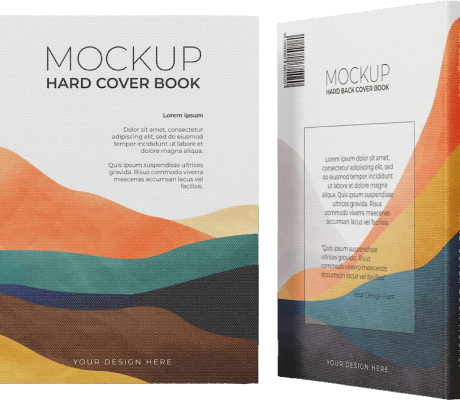 MOCKUP
HARD COVER BOOK
Lorem ipsum
Dolor sit amet, consectetur
adipiscing elit, sed do eiusmod
tempor incididunt ut labore et
dolore magna aliqua.
Quis ipsum suspendisse ultrices
gravida. Risus commodo viverra
maecenas accumsan lacus vel
facilisis.
YOUR DESIGN HERE
MOCKUP
HARD BACK COVER BOOK
Lorem ipsum dolor sit amet,
consectetur adipiscing elit,
sed do eiusmod tempor
incididunt ut labore et dolore
magna aliqua. Quis ipsum
suspendisse ultrices
gravida. Risus
commodo viverra
maecenas accumsan
lacus vel facilisis.
"Quis ipsum suspendisse
ultrices gravida. Risus
commodo viverra maecenas
accumsan lacus vel facilisis."
Your Design Here
YOUR DESIGN HERE